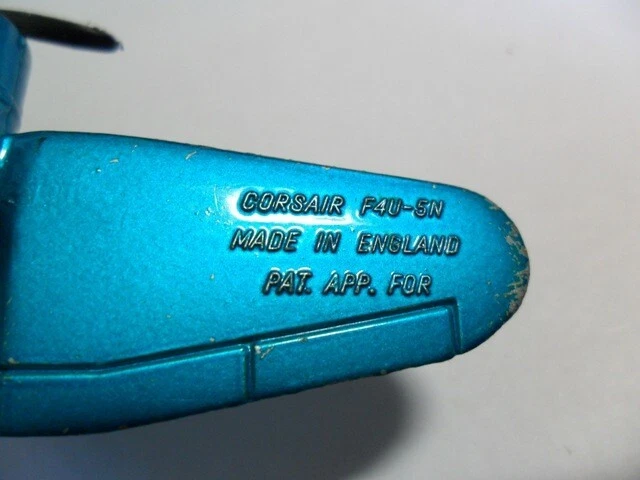 CORSAIR F4U-5N
MADE IN ENGLAND
PAT. APP. FOR